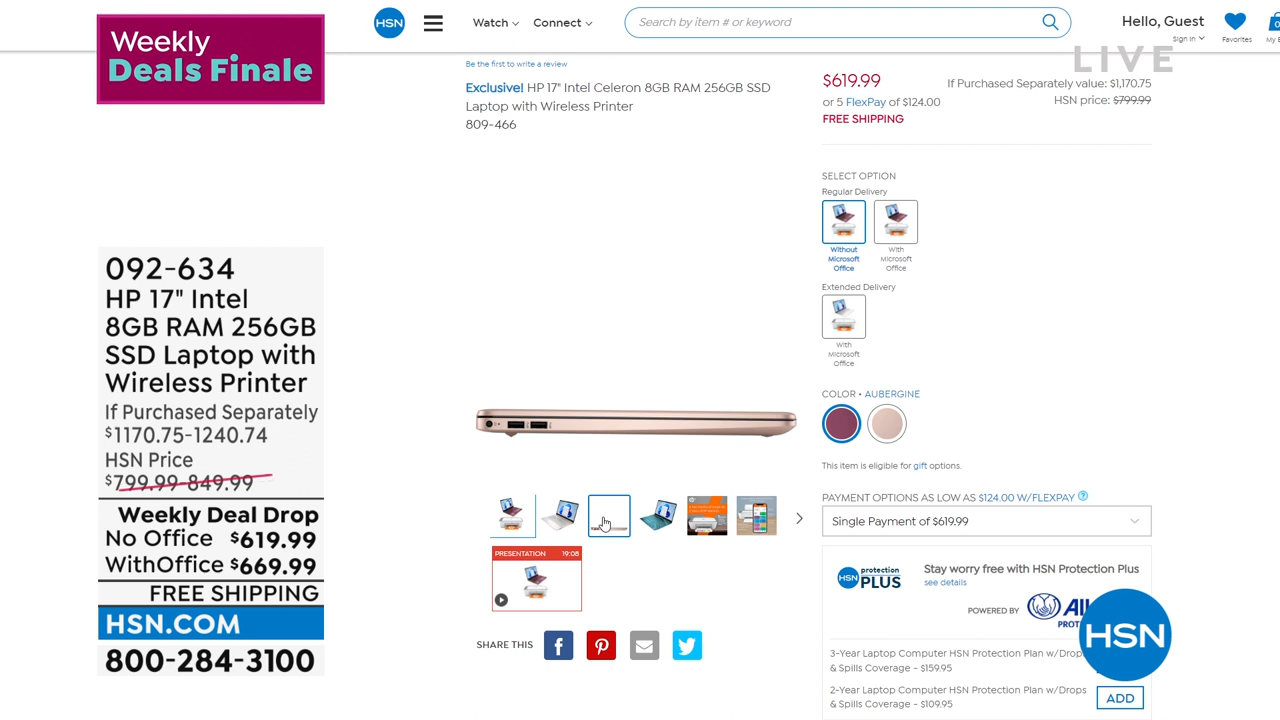 Weekly
Deals Finale
HSN
Watch
Connect
Search by item # or keyword
Hello, Guest
Sign In
Favorites
0
LIVE
Be the first to write a review
Exclusive! HP 17" Intel Celeron 8GB RAM 256GB SSD
Laptop with Wireless Printer
809-466
$619.99
If Purchased Separately value: $1,170.75
or 5 FlexPay of $124.00
HSN price: $799.99
FREE SHIPPING
SELECT OPTION
Regular Delivery
Without
Microsoft
Office
With
Microsoft
Office
Extended Delivery
With
Microsoft
Office
COLOR • AUBERGINE
This item is eligible for gift options.
PAYMENT OPTIONS AS LOW AS $124.00 W/FLEXPAY ?
Single Payment of $619.99
HSN protection
PLUS
Stay worry free with HSN Protection Plus
see details
POWERED BY
3-Year Laptop Computer HSN Protection Plan w/Drops
& Spills Coverage - $159.95
2-Year Laptop Computer HSN Protection Plan w/Drops
& Spills Coverage - $109.95
ADD
HSN
PRESENTATION 19:08
SHARE THIS
092-634
HP 17" Intel
8GB RAM 256GB
SSD Laptop with
Wireless Printer
If Purchased Separately
$1170.75-1240.74
HSN Price
$799.99-849.99
Weekly Deal Drop
No Office $619.99
WithOffice $669.99
FREE SHIPPING
HSN.COM
800-284-3100